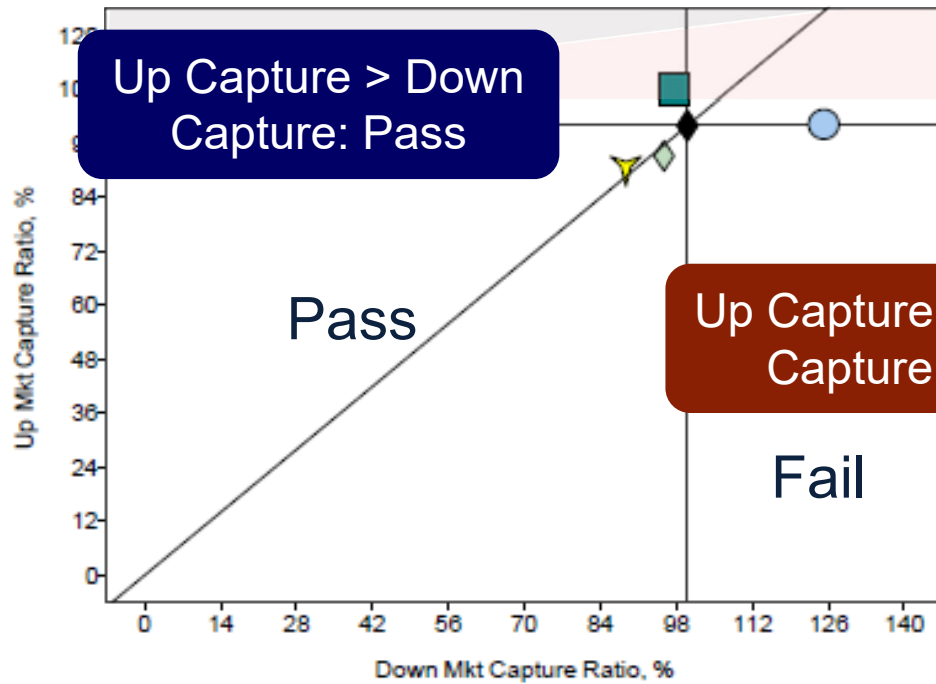 Up Capture > Down
Capture: Pass
84
72
60
48
36
24
12
0
Up Mkt Capture Ratio, %
Pass
Up Capture
Capture
Fail
0 14 28 42 56 70 84 98 112 126 140
Down Mkt Capture Ratio, %